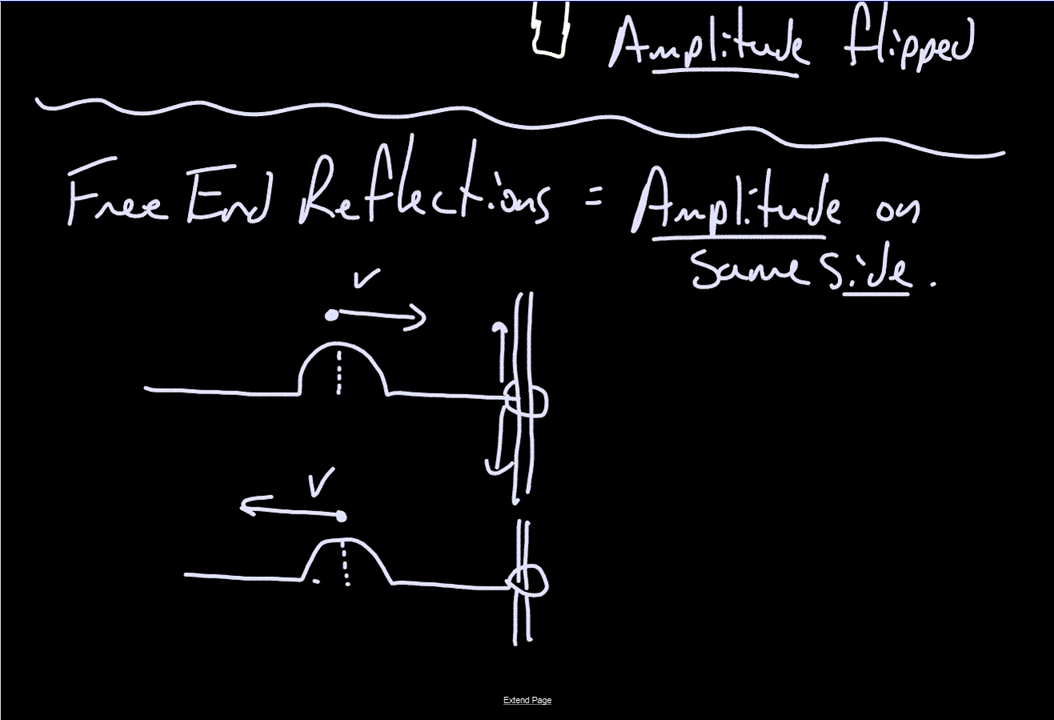 Amplitude flipped
Free End Reflections = Amplitude on
same side.
V
V
Extend Page